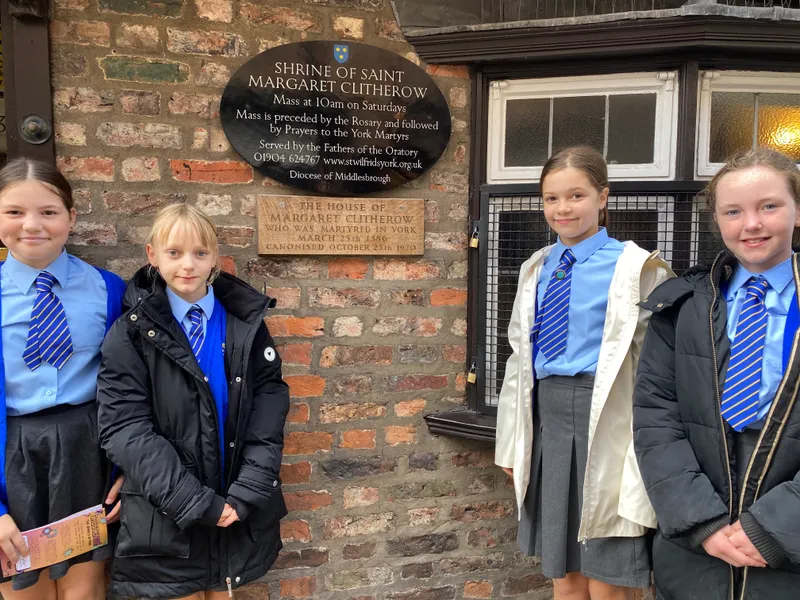 SHRINE OF SAINT
MARGARET CLITHEROW
Mass at 10am on Saturdays
Mass is preceded by the Rosary and followed
by Prayers to the York Martyrs
Served by the Fathers of the Oratory
01904 624767 www.stwilfridsyork.org.uk
Diocese of Middlesbrough
THE HOUSE OF
MARGARET CLITHEROW
WHO WAS MARTYRED IN YORK
MARCH 25th 1586
CANONISED OCTOBER 25th 1970